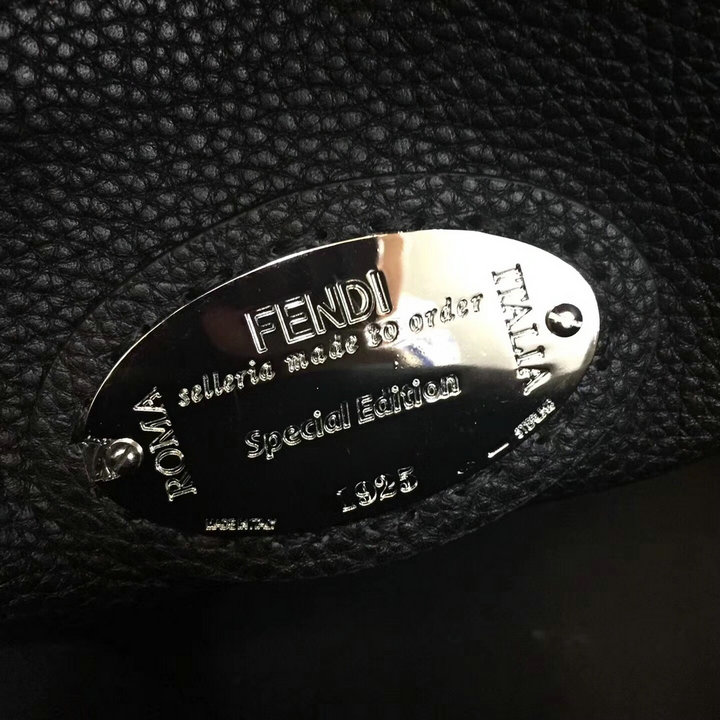 FENDI
selleria made to order
Special Edition
ROMA
ITALIA
1925
MADE IN ITALY